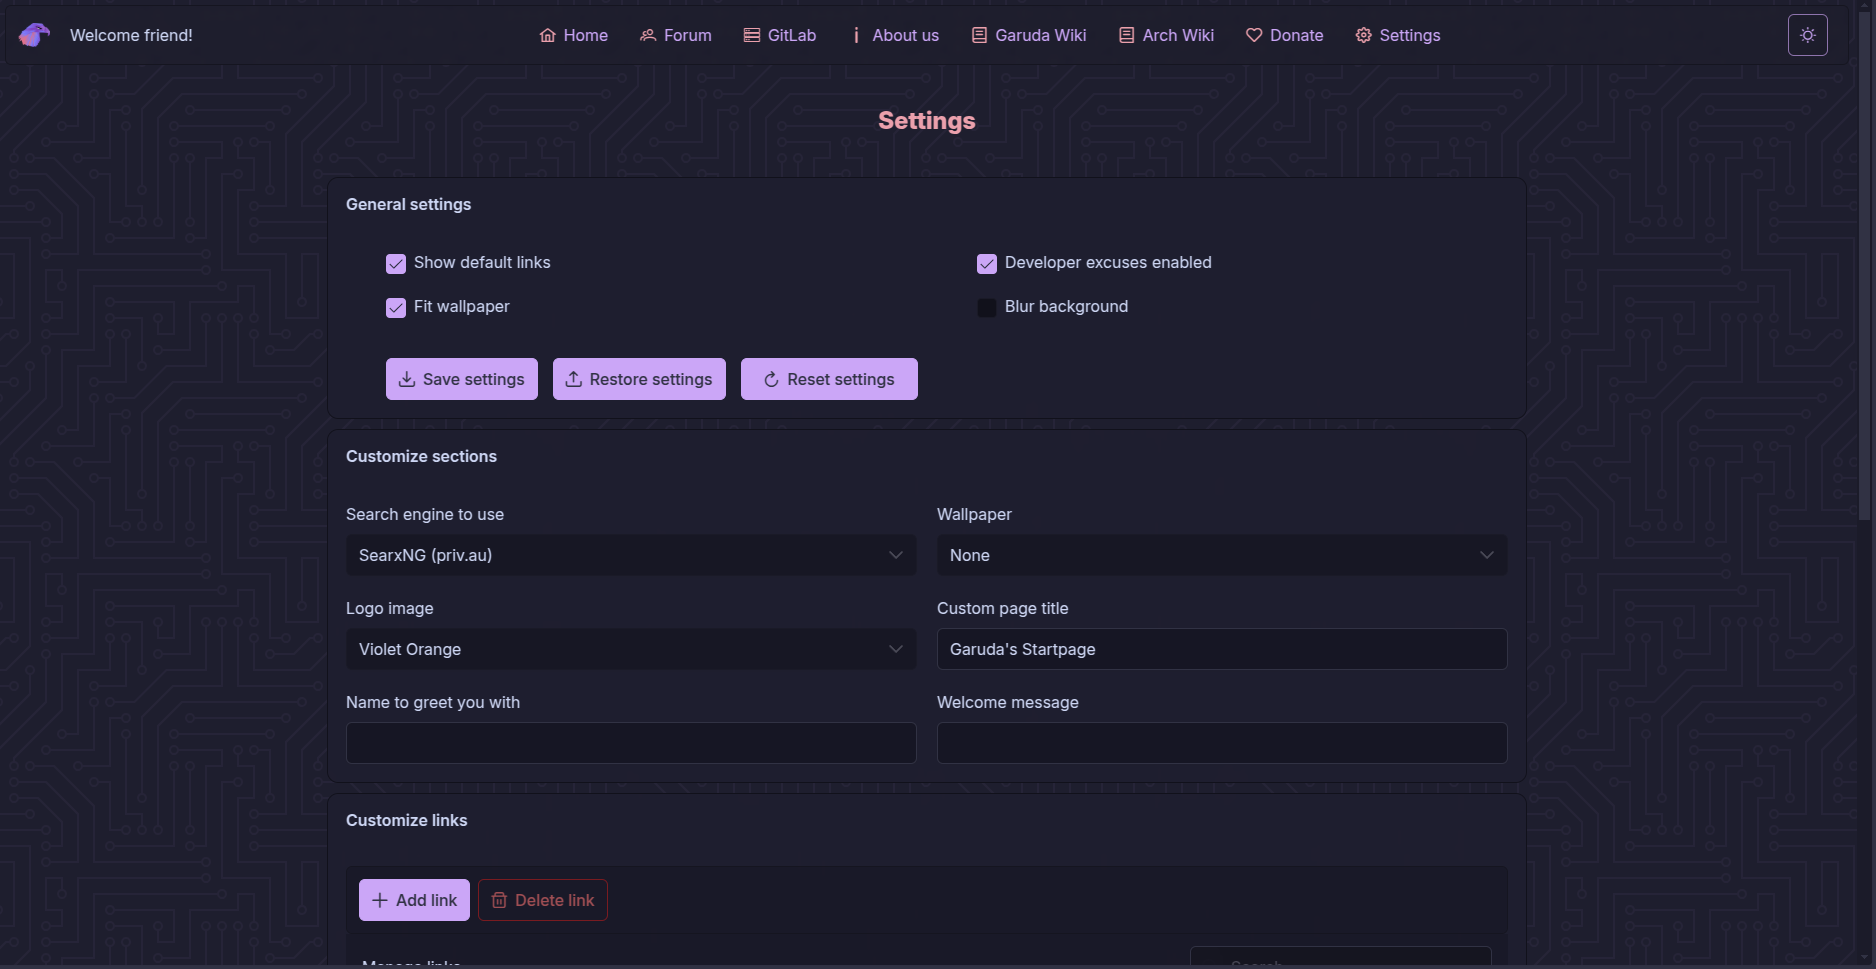 Welcome friend!
Home
Forum
GitLab
About us
Garuda Wiki
Arch Wiki
Donate
Settings
Settings
General settings
Show default links
Developer excuses enabled
Fit wallpaper
Blur background
Save settings
Restore settings
Reset settings
Customize sections
Search engine to use
Wallpaper
SearxNG (priv.au)
None
Logo image
Custom page title
Violet Orange
Garuda's Startpage
Name to greet you with
Welcome message
Customize links
Add link
Delete link
Manage links
Search